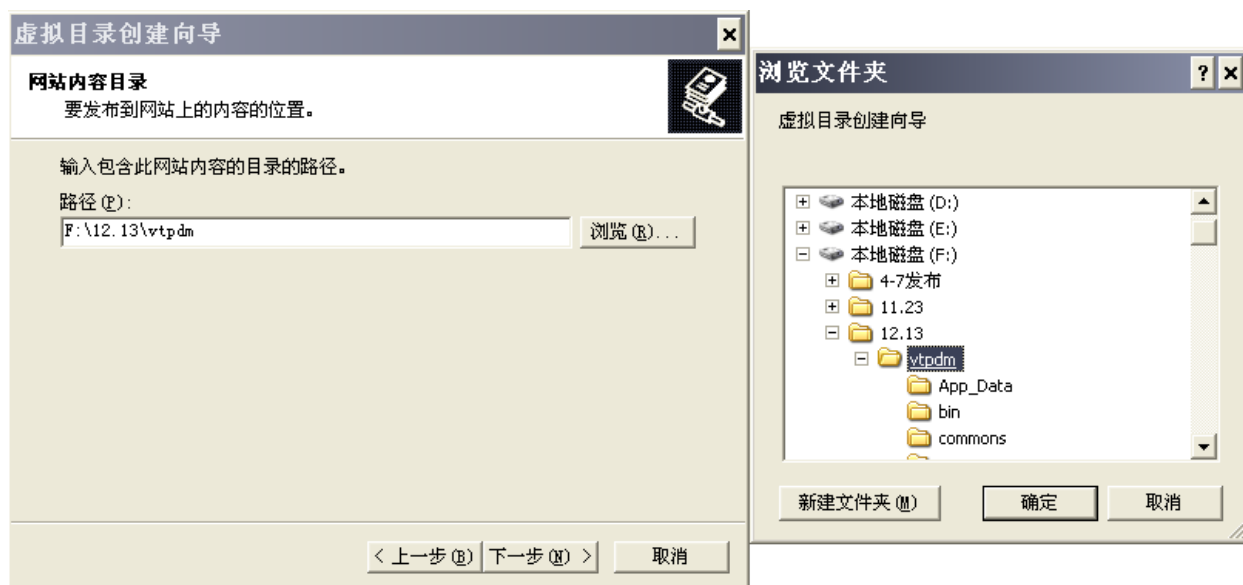 虚拟目录创建向导
网站内容目录
要发布到网站上的内容的位置。
输入包含此网站内容的目录的路径。
路径(P):
F:\12.13\vtpdm
浏览(R)...
< 上一步(B)
下一步(N) >
取消
浏览文件夹
虚拟目录创建向导
本地磁盘 (D:)
本地磁盘 (E:)
本地磁盘 (F:)
4-7发布
11.23
12.13
vtpdm
App_Data
bin
commons
新建文件夹(M)
确定
取消